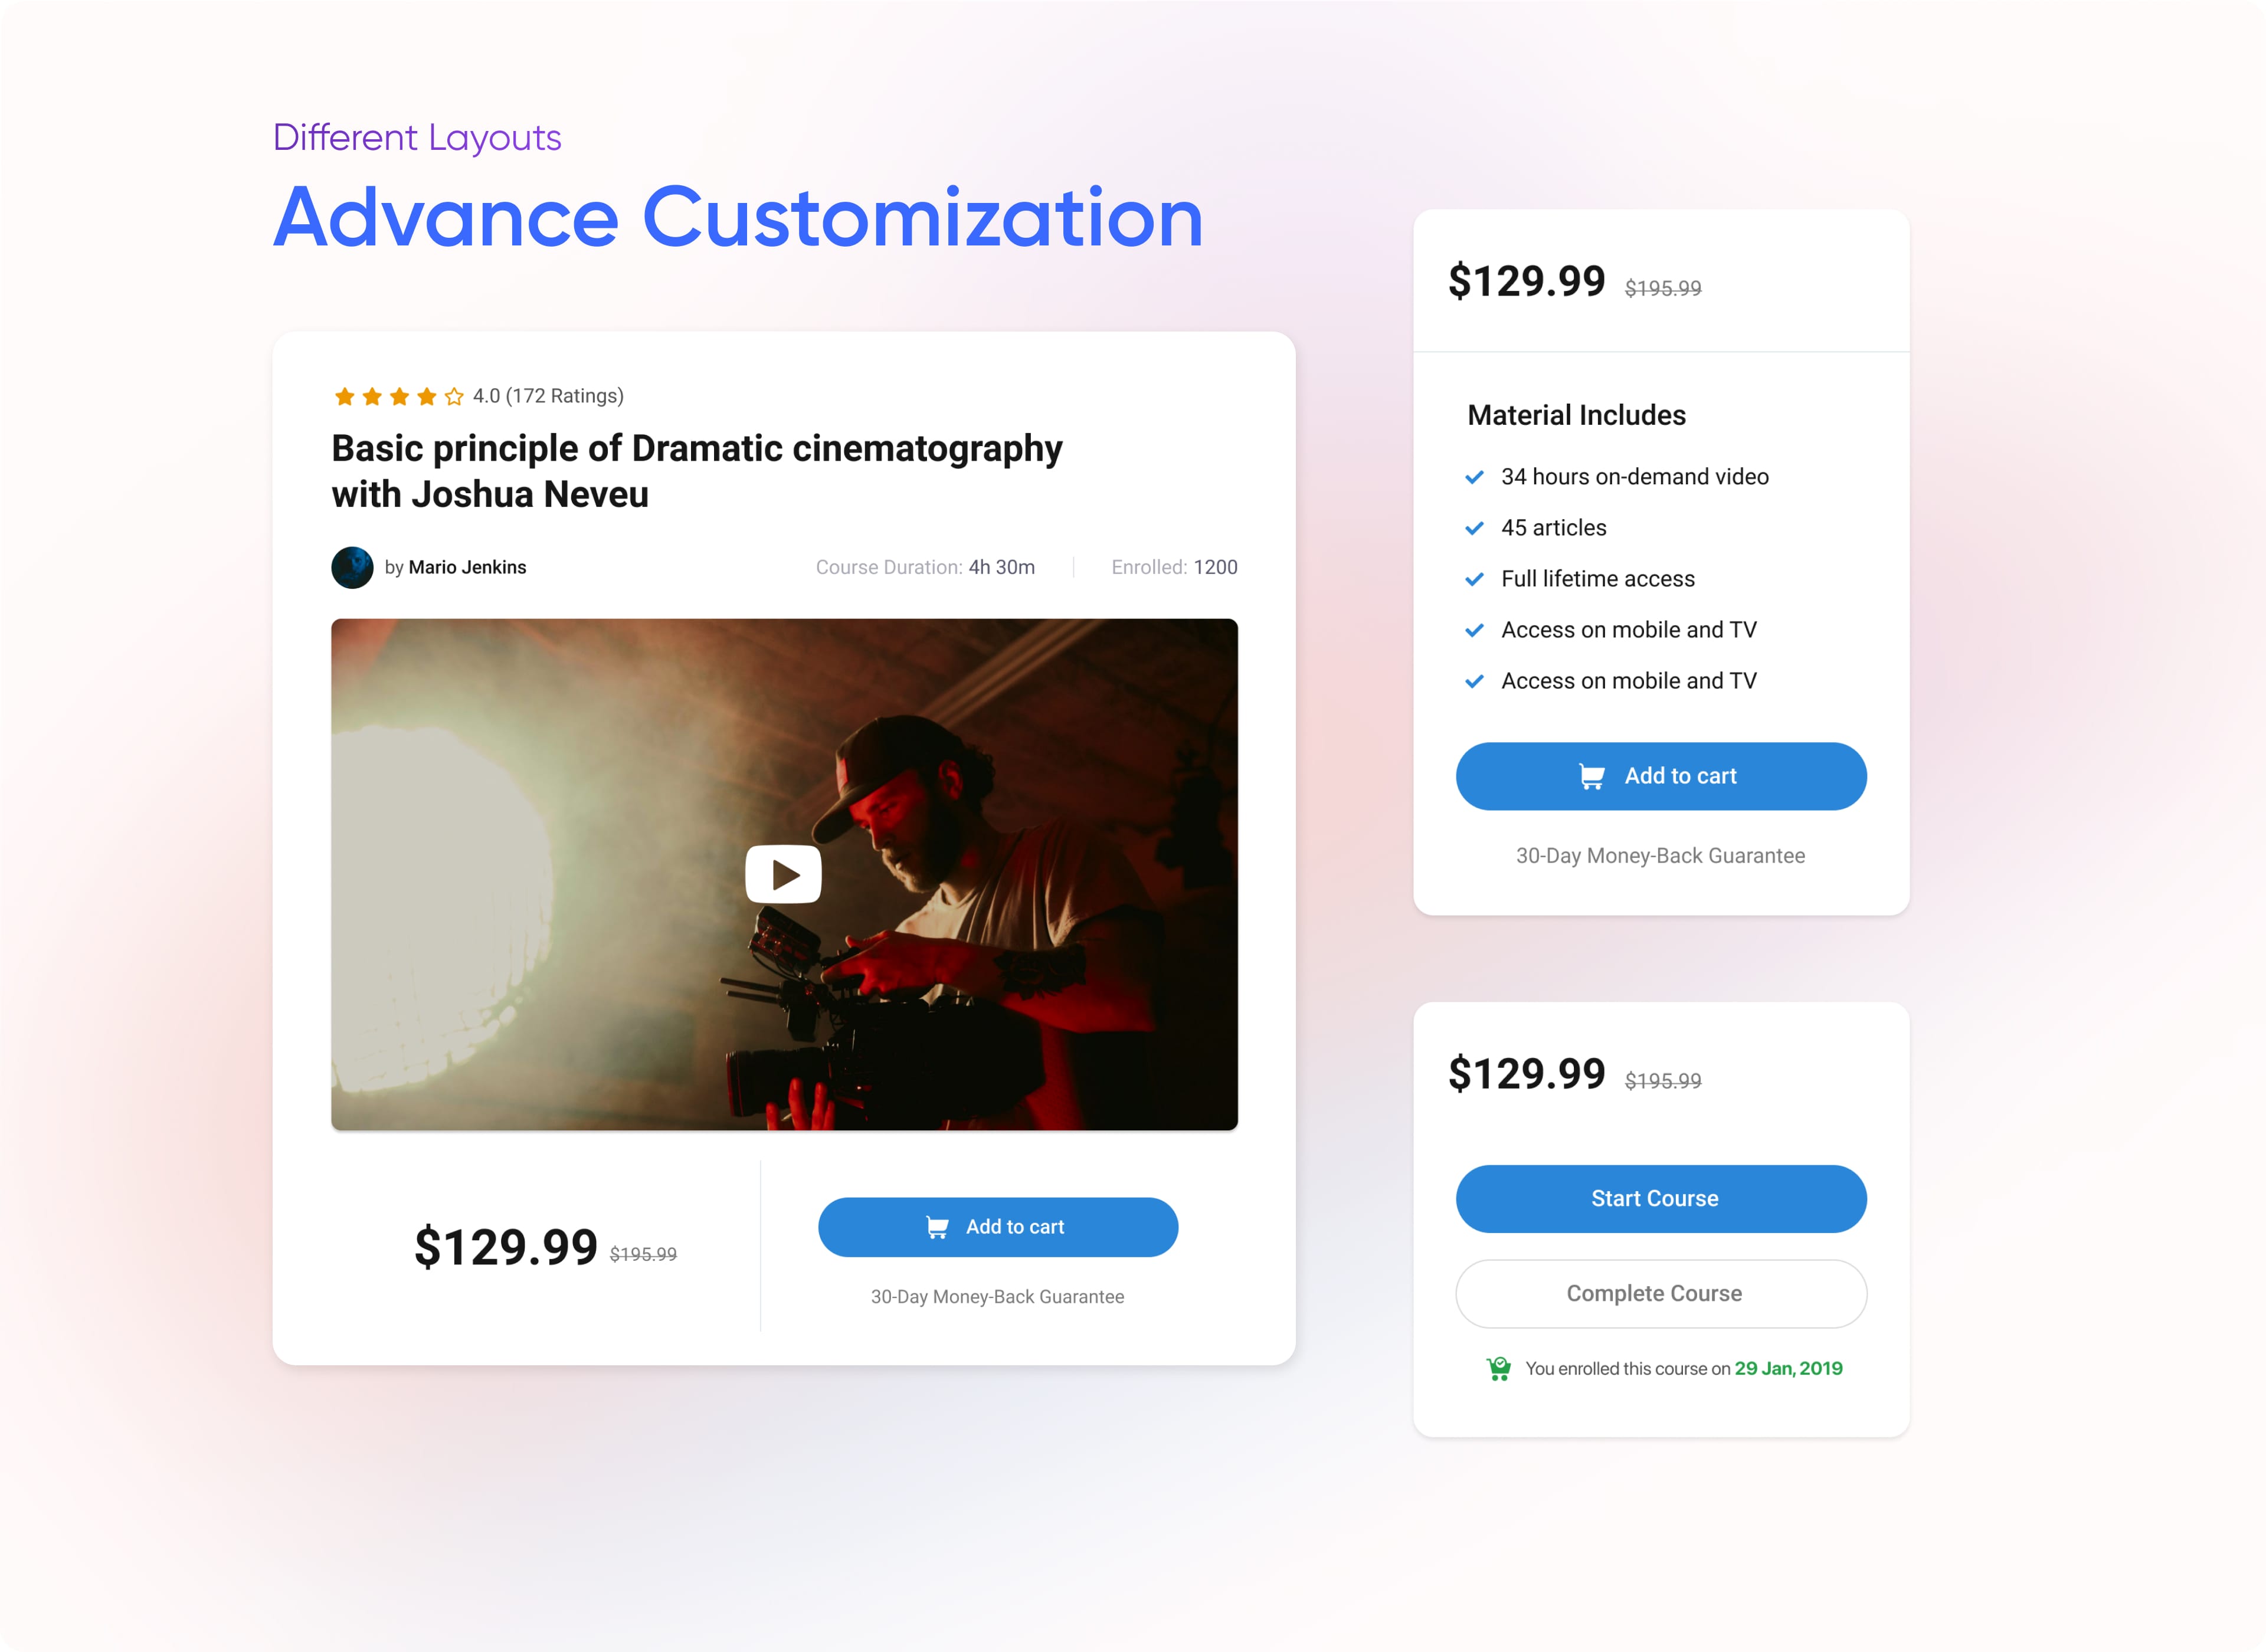 Different Layouts
Advance Customization
4.0 (172 Ratings)
Basic principle of Dramatic cinematography
with Joshua Neveu
by Mario Jenkins
Course Duration: 4h 30m
Enrolled: 1200
$129.99 $195.99
Add to cart
30-Day Money-Back Guarantee
$129.99 $195.99
Material Includes
34 hours on-demand video
45 articles
Full lifetime access
Access on mobile and TV
Access on mobile and TV
Add to cart
30-Day Money-Back Guarantee
$129.99 $195.99
Start Course
Complete Course
You enrolled this course on 29 Jan, 2019